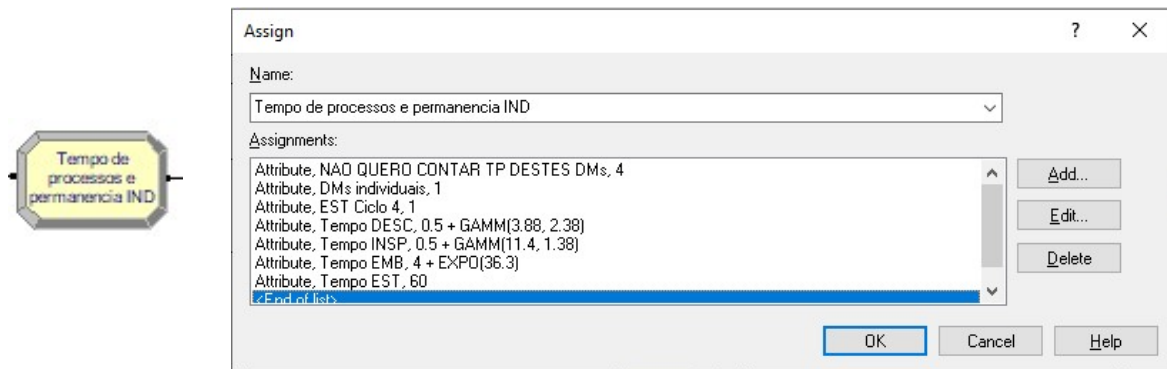 Tempo de
processos e
permanencia IND
Assign
?
Name:
Tempo de processos e permanencia IND
Assignments:
Attribute, NAO QUERO CONTAR TP DESTES DMs, 4
Attribute, DMs individuais, 1
Attribute, EST Ciclo 4, 1
Attribute, Tempo DESC, 0.5 + GAMM(3.88, 2.38)
Attribute, Tempo INSP, 0.5 + GAMM(11.4, 1.38)
Attribute, Tempo EMB, 4 + EXPO(36.3)
Attribute, Tempo EST, 60
<End of list>
Add...
Edit...
Delete
OK
Cancel
Help